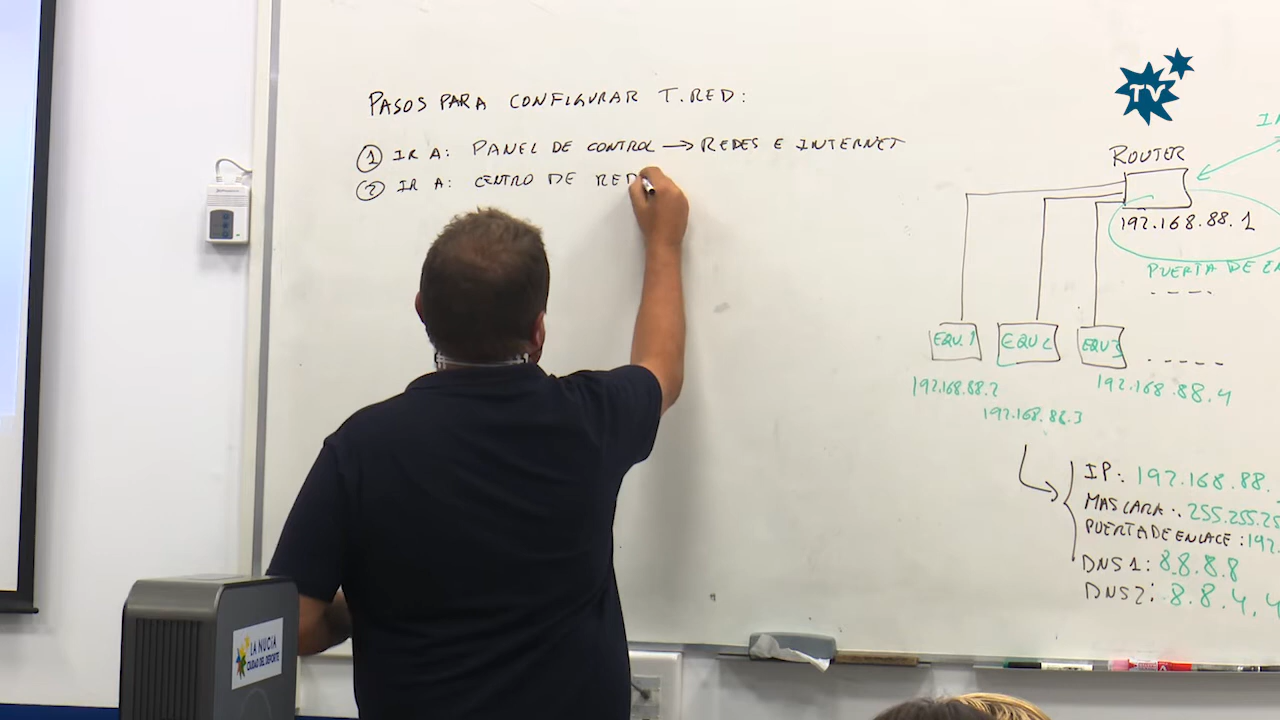 TV
PASOS PARA CONFIGURAR T.RED:
① IR A: PANEL DE CONTROL → REDES E INTERNET
② IR A: CENTRO DE RED
ROUTER
192.168.88.1
PUERTA DE
EQU.1
EQU 2
EQU 3
192.168.88.2
192.168.88.3
192.168.88.4
IP: 192.168.88.
MASCARA: 255.255.25
PUERTA DE ENLACE: 192.
DNS1: 8.8.8.8
DNS2: 8.8.4.4
LA NUCIA
CIUDAD DEL DEPORTE